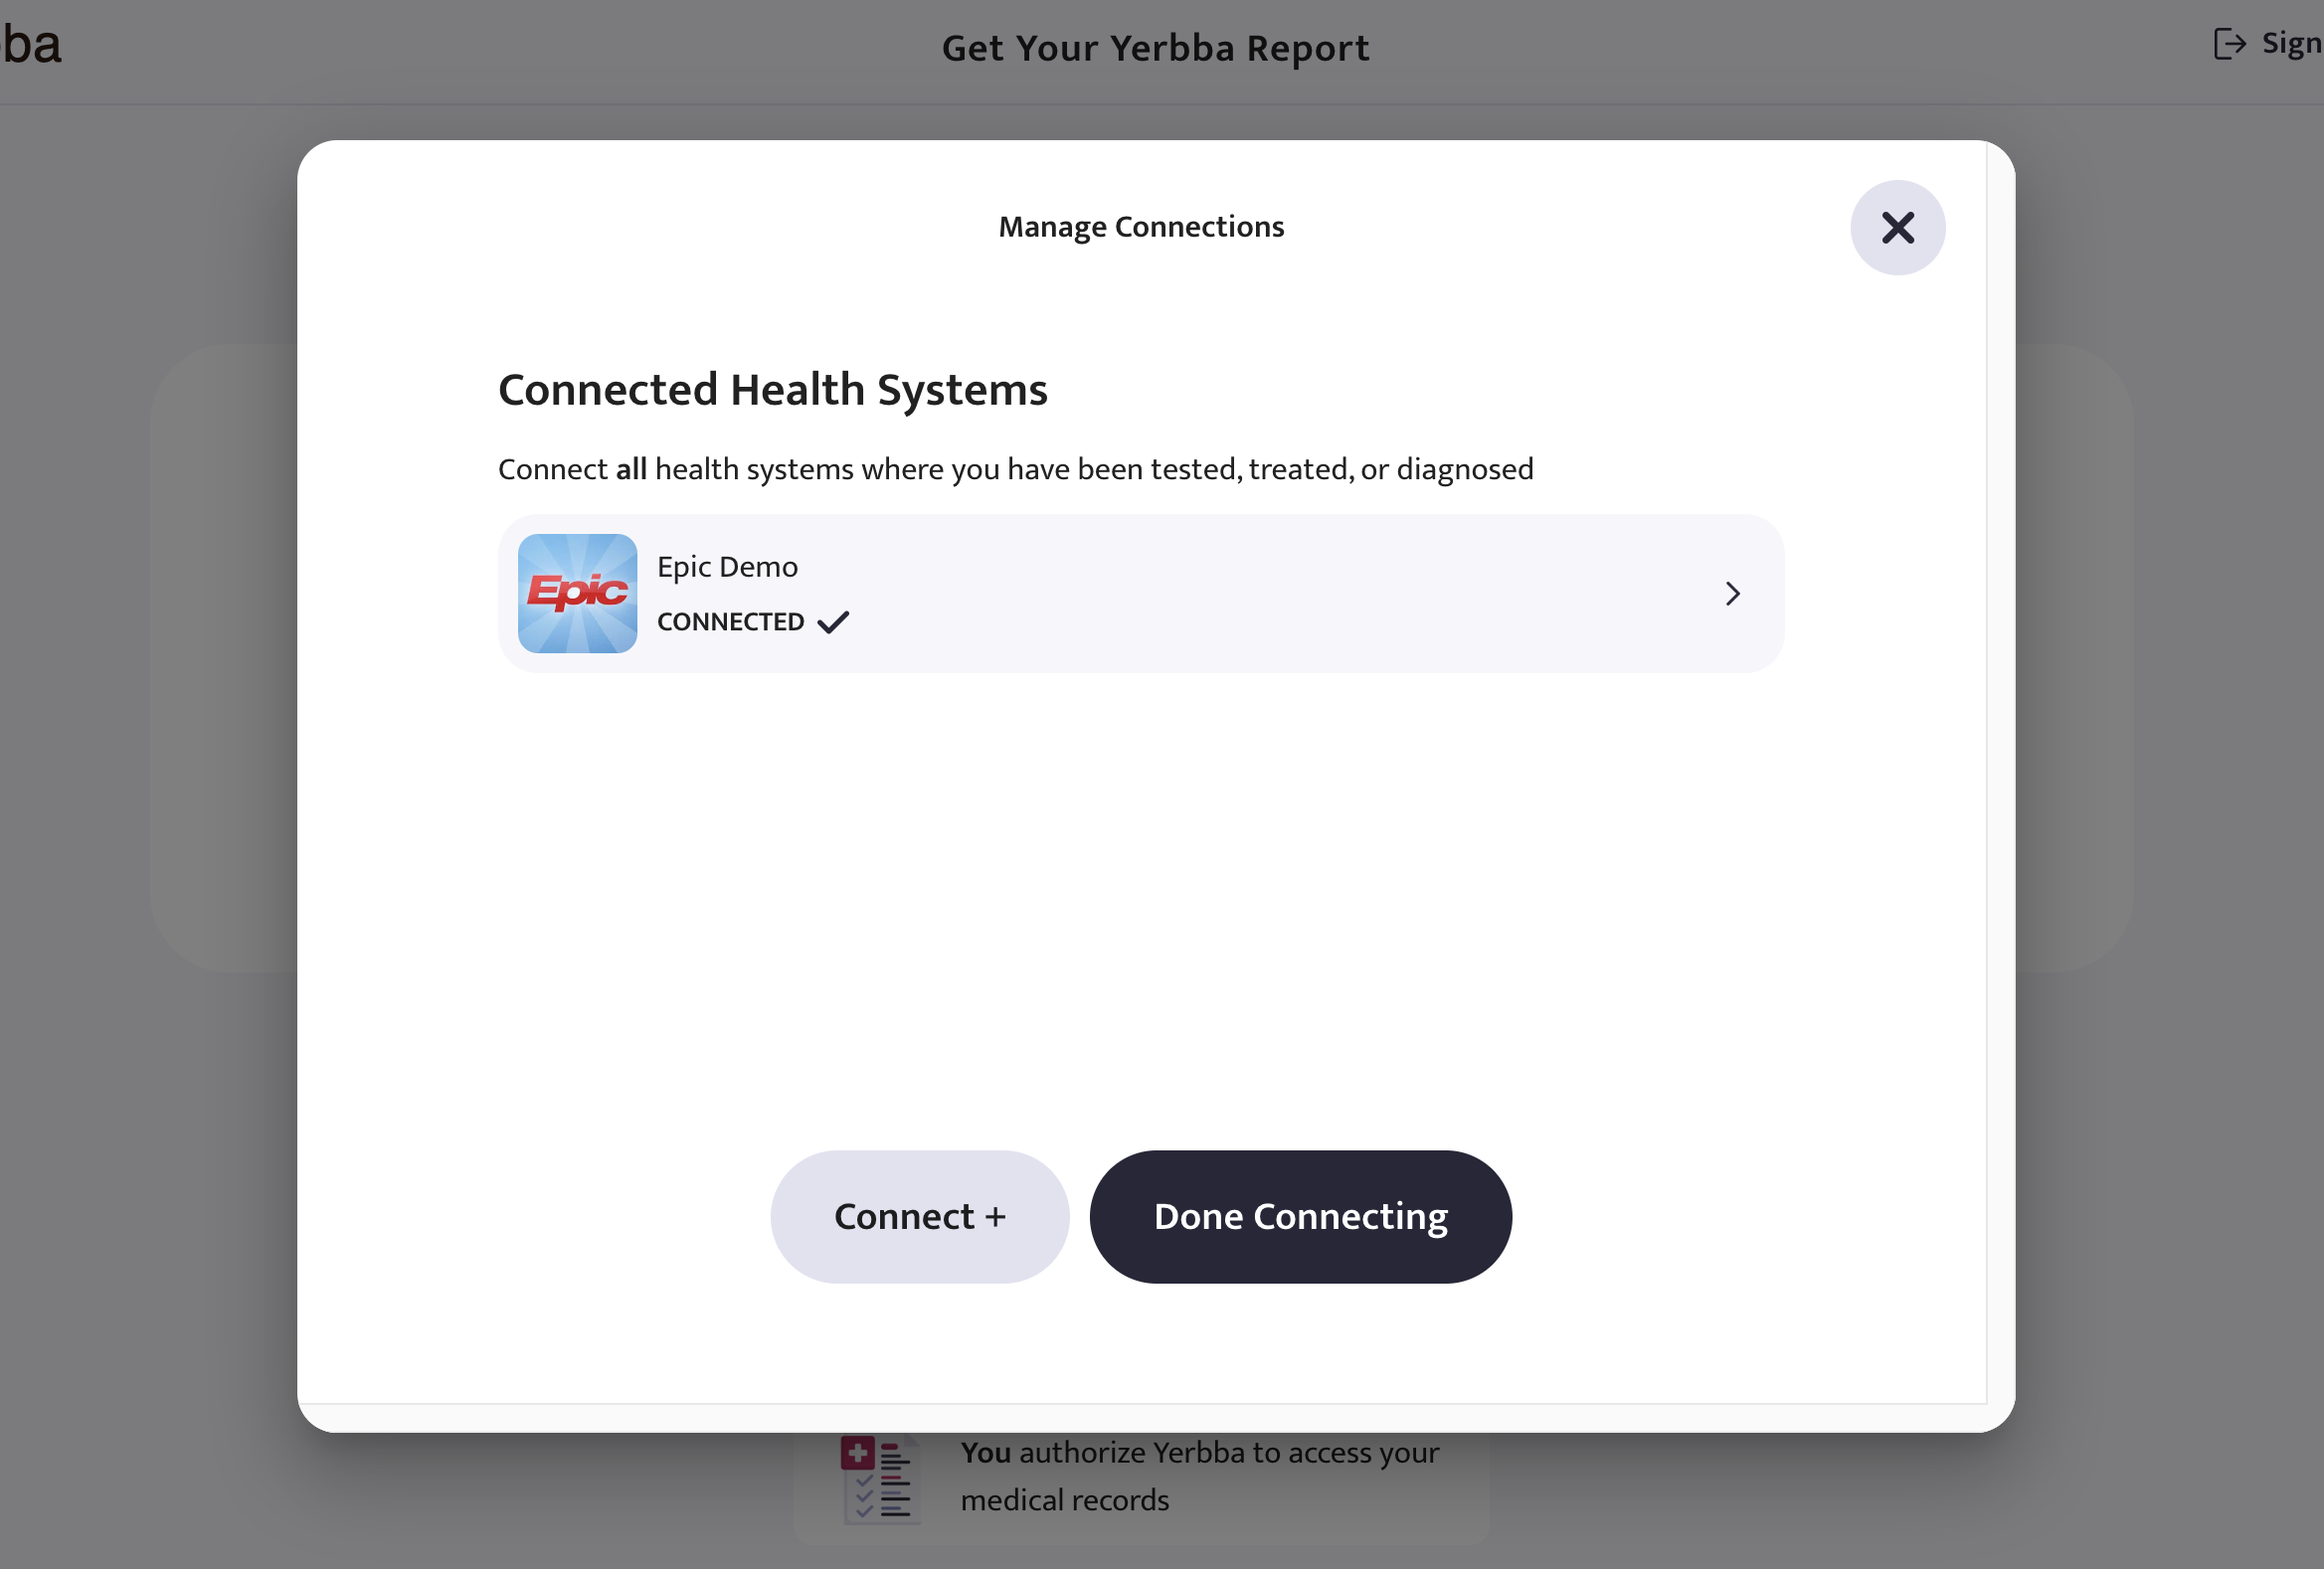 ba
Get Your Yerbba Report
Sign
Manage Connections
Connected Health Systems
Connect all health systems where you have been tested, treated, or diagnosed
Epic
Epic Demo
CONNECTED
Connect +
Done Connecting
You authorize Yerbba to access your
medical records